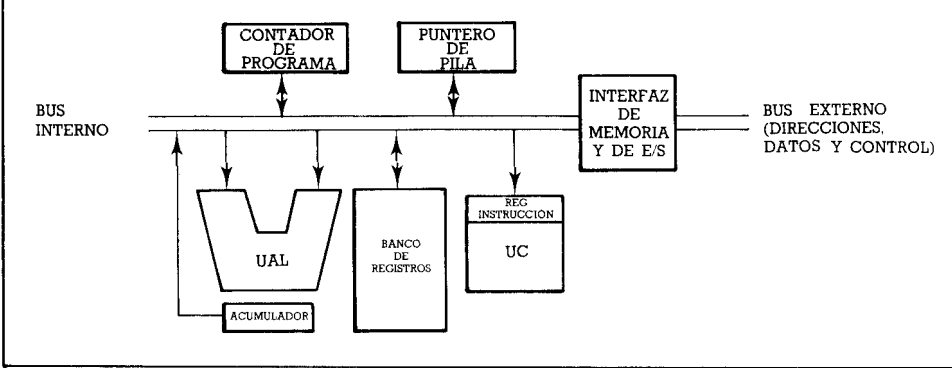 CONTADOR
DE
PROGRAMA
PUNTERO
DE
PILA
BUS
INTERNO
INTERFAZ
DE
MEMORIA
Y DE E/S
BUS EXTERNO
(DIRECCIONES,
DATOS Y CONTROL)
UAL
ACUMULADOR
BANCO
DE
REGISTROS
REG
INSTRUCCIÓN
UC